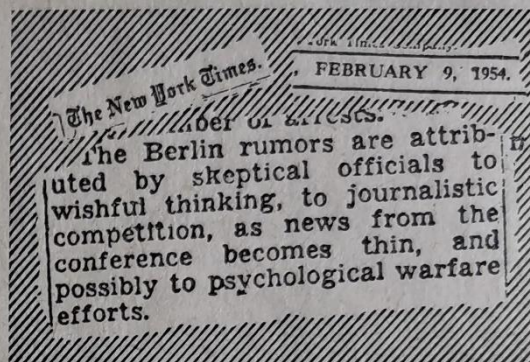 The New York Times.
FEBRUARY 9, 1954.
The Berlin rumors are attrib-
uted by skeptical officials to
wishful thinking, to journalistic
competition, as news from the
conference becomes thin, and
possibly to psychological warfare
efforts.